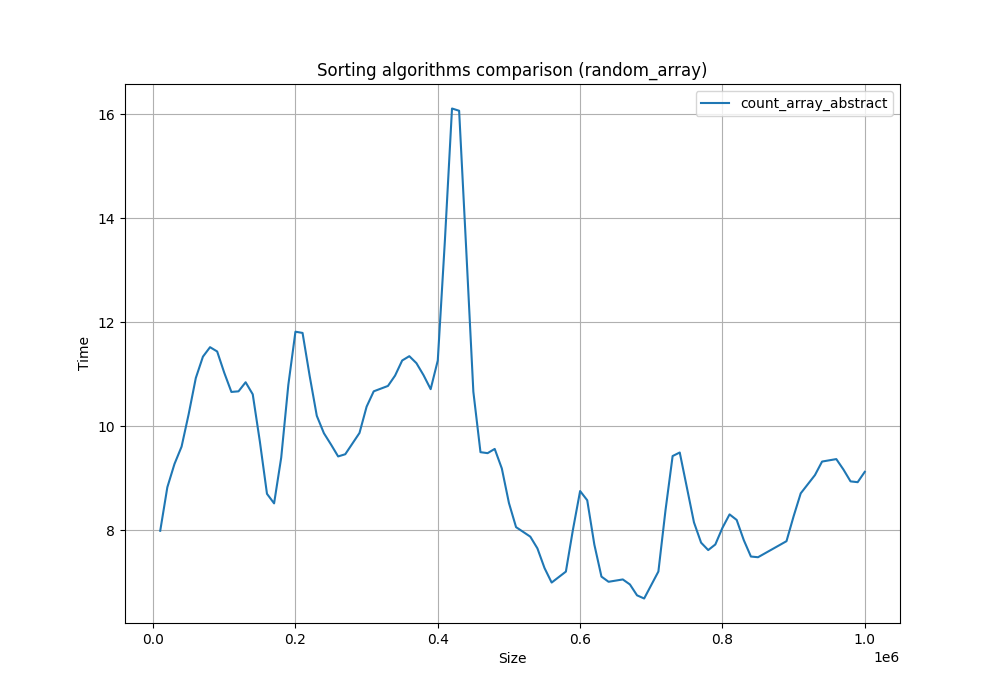 Sorting algorithms comparison (random_array)
count_array_abstract
16
14
12
10
8
Time
0.0 0.2 0.4 0.6 0.8 1.0
1e6
Size